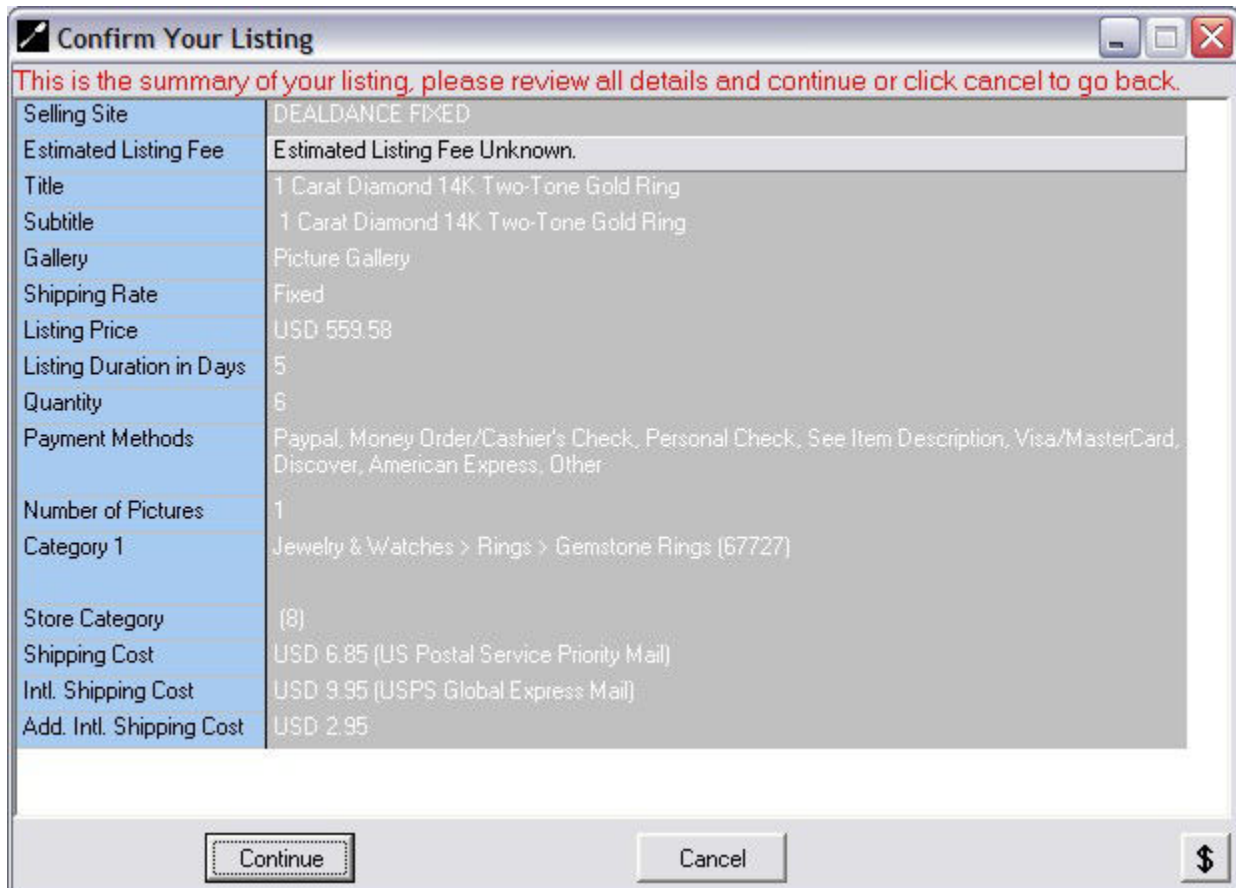 Confirm Your Listing
This is the summary of your listing, please review all details and continue or click cancel to go back.
Selling Site DEALDANCE FIXED
Estimated Listing Fee Estimated Listing Fee Unknown.
Title 1 Carat Diamond 14K Two-Tone Gold Ring
Subtitle 1 Carat Diamond 14K Two-Tone Gold Ring
Gallery Picture Gallery
Shipping Rate Fixed
Listing Price USD 559.58
Listing Duration in Days 5
Quantity 6
Payment Methods Paypal, Money Order/Cashier's Check, Personal Check, See Item Description, Visa/MasterCard,
Discover, American Express, Other
Number of Pictures 1
Category 1 Jewelry & Watches > Rings > Gemstone Rings (67727)
Store Category (8)
Shipping Cost USD 6.85 (US Postal Service Priority Mail)
Intl. Shipping Cost USD 9.95 (USPS Global Express Mail)
Add. Intl. Shipping Cost USD 2.95
Continue Cancel $